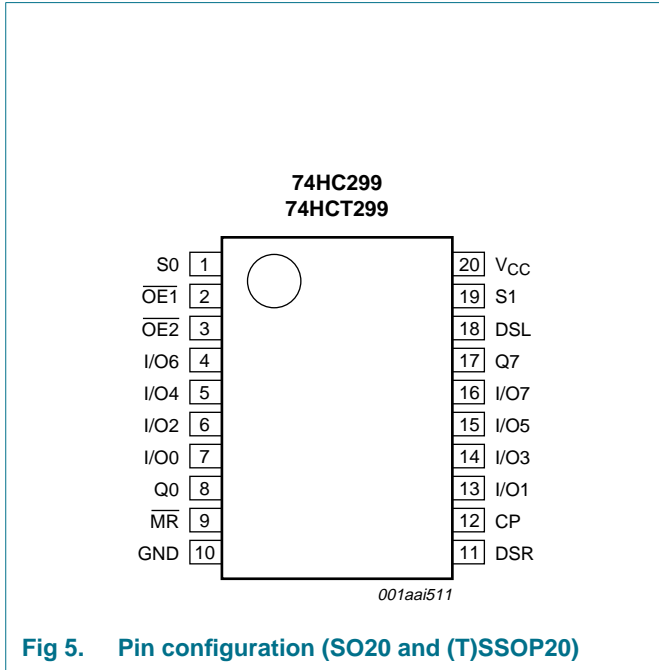 74HC299
74HCT299
S0 1 20 VCC
OE1 2 19 S1
OE2 3 18 DSL
I/O6 4 17 Q7
I/O4 5 16 I/O7
I/O2 6 15 I/O5
I/O0 7 14 I/O3
Q0 8 13 I/O1
MR 9 12 CP
GND 10 11 DSR
001aai511
Fig 5. Pin configuration (SO20 and (T)SSOP20)